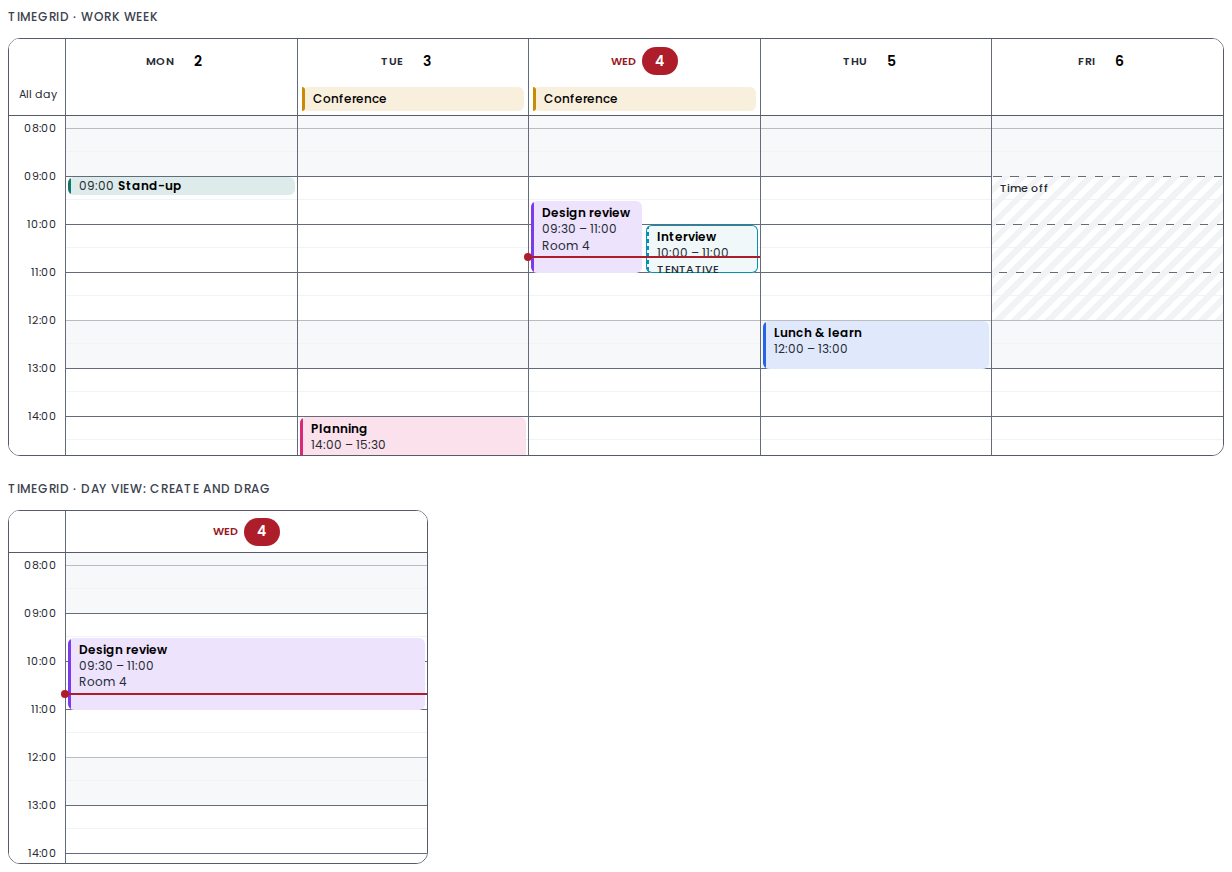 TIMEGRID · WORK WEEK
MON 2
TUE 3
WED 4
THU 5
FRI 6
All day
Conference
Conference
08:00
09:00
09:00 Stand-up
Time off
Design review
09:30 – 11:00
Room 4
10:00
Interview
10:00 – 11:00
TENTATIVE
11:00
12:00
Lunch & learn
12:00 – 13:00
13:00
14:00
Planning
14:00 – 15:30
TIMEGRID · DAY VIEW: CREATE AND DRAG
WED 4
08:00
09:00
Design review
10:00
09:30 – 11:00
Room 4
11:00
12:00
13:00
14:00